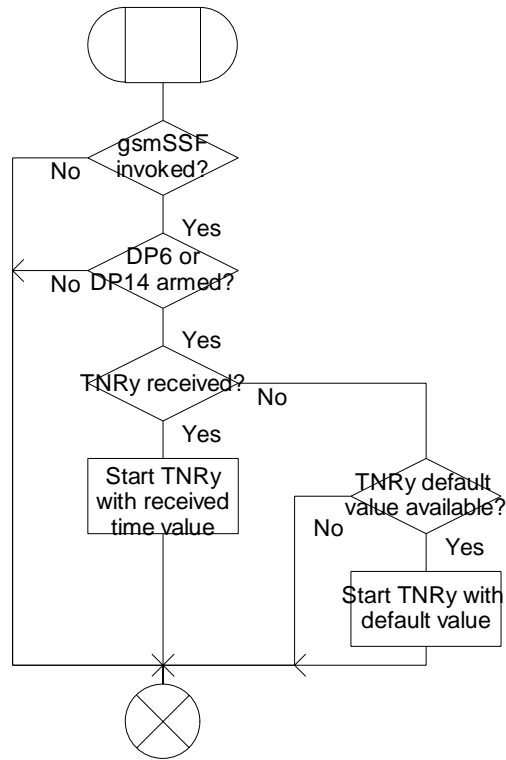 gsmSSF
invoked?
No
Yes
DP6 or
DP14 armed?
No
Yes
TNRy received?
No
Yes
Start TNRy
with received
time value
TNRy default
value available?
No
Yes
Start TNRy with
default value